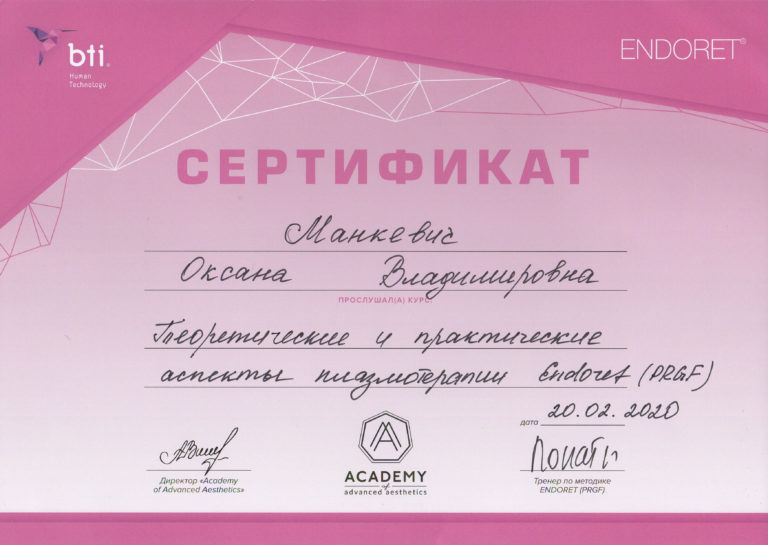 bti®
Human
Technology
ENDORET®
СЕРТИФИКАТ
Манкевич
Оксана Владимировна
ПРОСЛУШАЛ(А) КУРС:
Теоретические и практические
аспекты плазмотерапии Endoret (PRGF)
дата 20.02.2020
Директор «Academy
of Advanced Aesthetics»
ACADEMY
of
advanced aesthetics
Тренер по методике
ENDORET (PRGF)